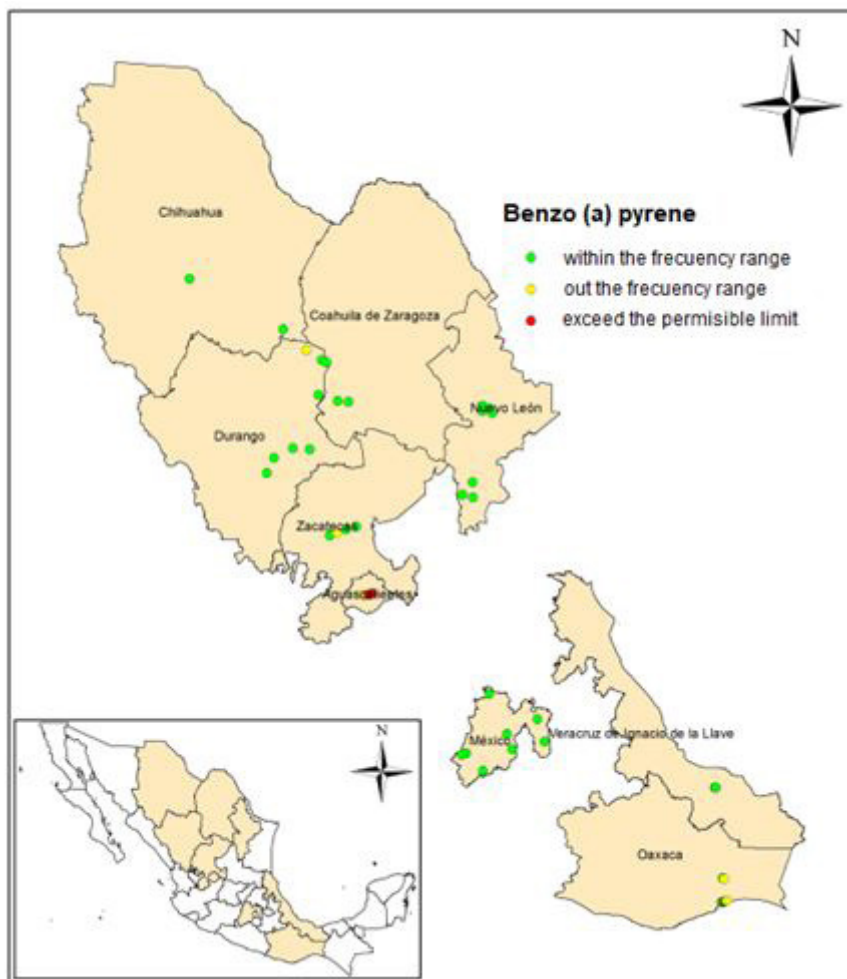 N
Chihuahua
Benzo (a) pyrene
within the frecuency range
out the frecuency range
exceed the permisible limit
Coahuila de Zaragoza
Nuevo León
Durango
Zacatecas
Aguascalientes
México
Veracruz de Ignacio de la Llave
Oaxaca
N